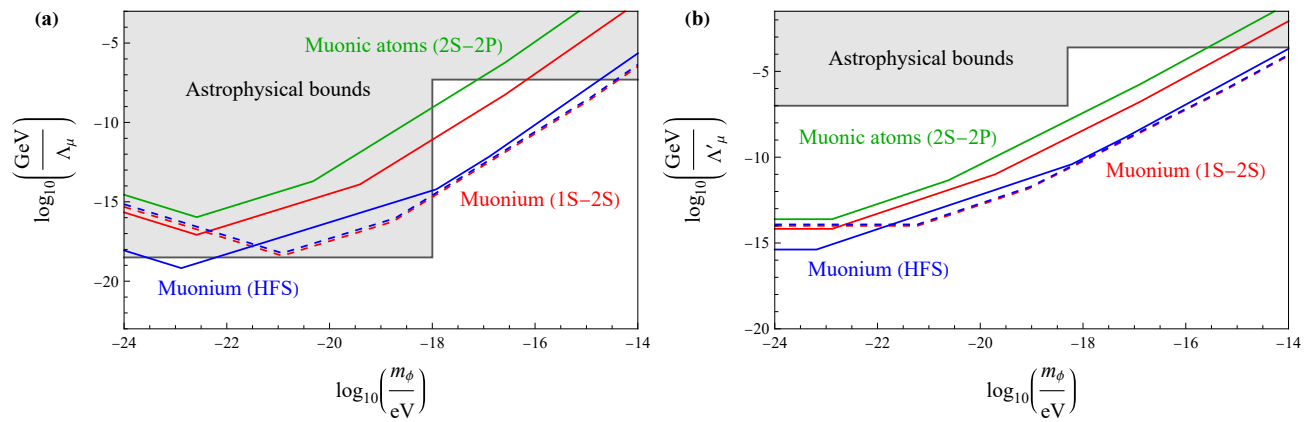 (a)
Muonic atoms (2S−2P)
Astrophysical bounds
Muonium (1S−2S)
Muonium (HFS)
−5
−10
−15
−20
−24
−22
−20
−18
−16
−14
log10(GeV/Λμ)
log10(mϕ/eV)
(b)
Astrophysical bounds
Muonic atoms (2S−2P)
Muonium (1S−2S)
Muonium (HFS)
−5
−10
−15
−20
−24
−22
−20
−18
−16
−14
log10(GeV/Λ′μ)
log10(mϕ/eV)